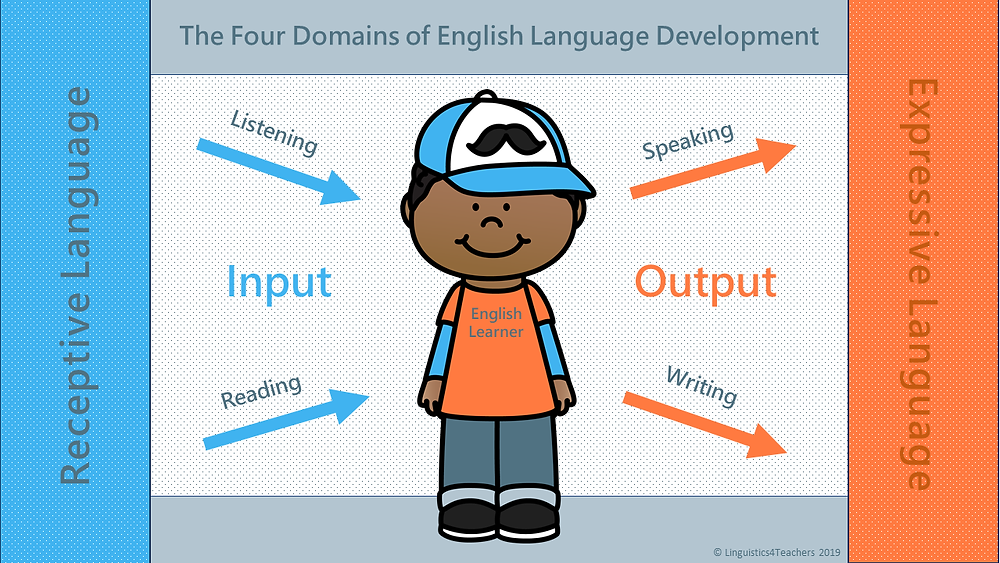 The Four Domains of English Language Development
Receptive Language
Listening
Input
Reading
English
Learner
Speaking
Output
Writing
Expressive Language
© Linguistics4Teachers 2019